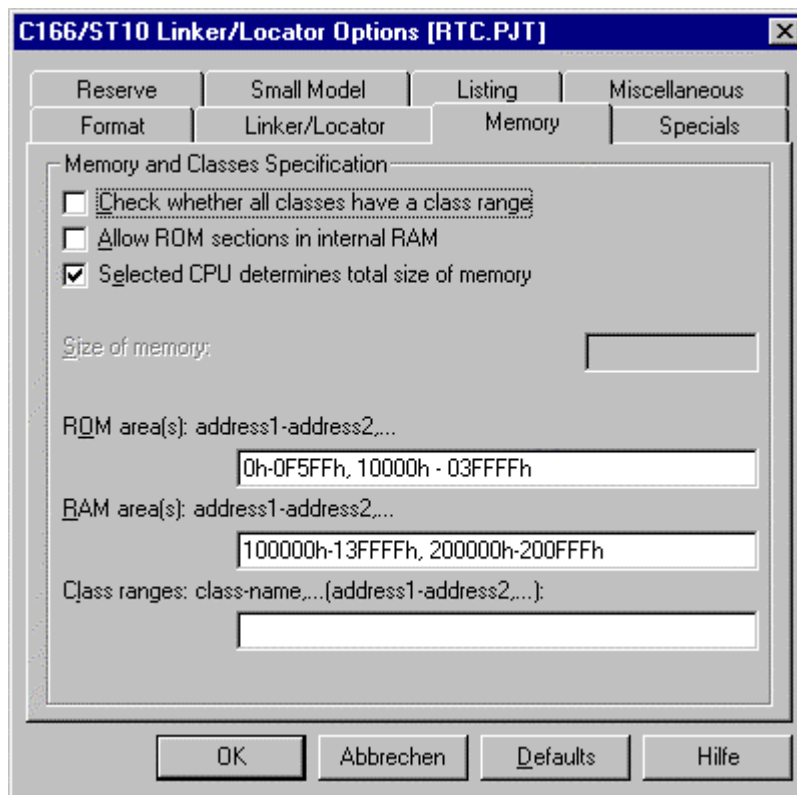 C166/ST10 Linker/Locator Options [RTC.PJT]
Reserve Small Model Listing Miscellaneous
Format Linker/Locator Memory Specials
Memory and Classes Specification
Check whether all classes have a class range
Allow ROM sections in internal RAM
Selected CPU determines total size of memory
Size of memory:
ROM area(s): address1-address2,...
0h-0F5FFh, 10000h - 03FFFFh
RAM area(s): address1-address2,...
100000h-13FFFFh, 200000h-200FFFh
Class ranges: class-name,...(address1-address2,...):
OK Abbrechen Defaults Hilfe